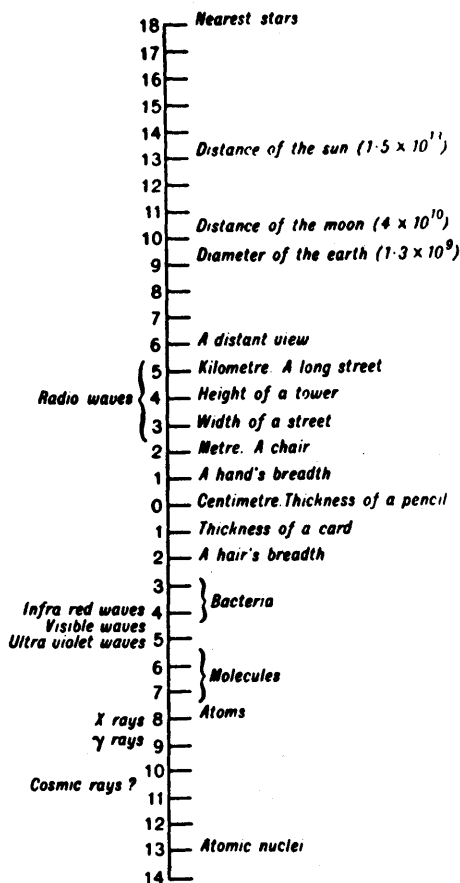 18 Nearest stars
17
16
15
14
13 Distance of the sun (1·5 × 10¹³)
12
11
10 Distance of the moon (4 × 10¹⁰)
9 Diameter of the earth (1·3 × 10⁹)
8
7
6 A distant view
5 Kilometre. A long street
Radio waves 4 Height of a tower
3 Width of a street
2 Metre. A chair
1 A hand's breadth
0 Centimetre. Thickness of a pencil
1 Thickness of a card
2 A hair's breadth
3
Bacteria
Infra red waves 4
Visible waves
Ultra violet waves 5
6
Molecules
7
X rays 8 Atoms
γ rays 9
10
Cosmic rays ?
11
12
13 Atomic nuclei
14